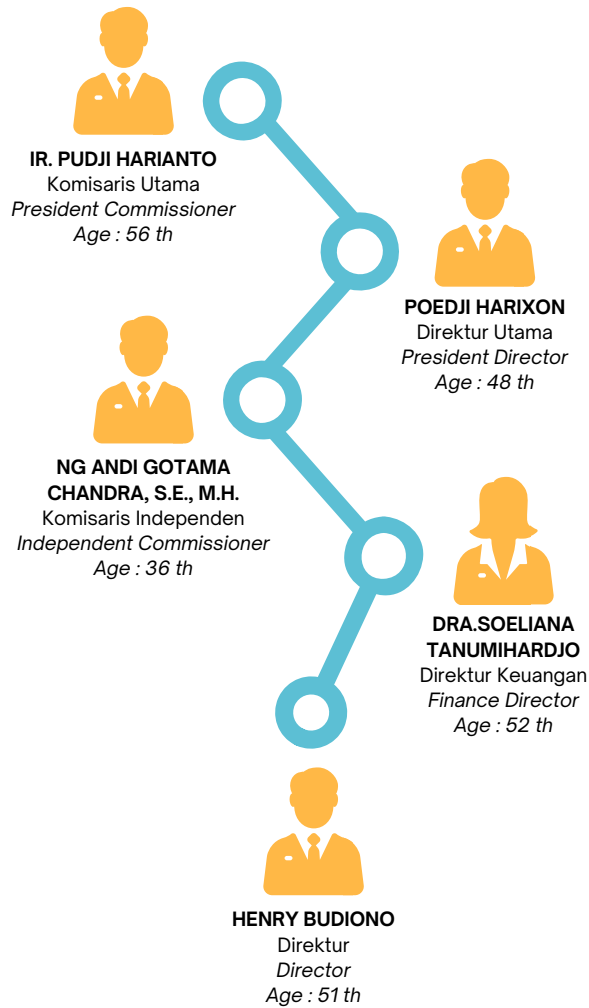 IR. PUDJI HARIANTO
Komisaris Utama
President Commissioner
Age : 56 th
POEDJI HARIXON
Direktur Utama
President Director
Age : 48 th
NG ANDI GOTAMA
CHANDRA, S.E., M.H.
Komisaris Independen
Independent Commissioner
Age : 36 th
DRA.SOELIANA
TANUMIHARDJO
Direktur Keuangan
Finance Director
Age : 52 th
HENRY BUDIONO
Direktur
Director
Age : 51 th